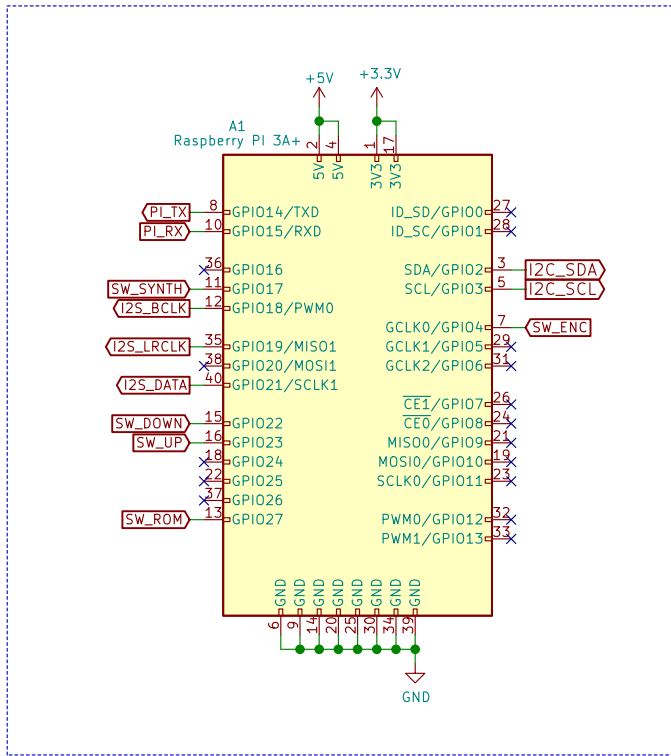 +5V
+3.3V
A1
Raspberry PI 3A+
2 4 1 17
5V 5V 3V3 3V3
PI_TX 8 GPIO14/TXD ID_SD/GPIO0 27
PI_RX 10 GPIO15/RXD ID_SC/GPIO1 28
36 GPIO16 SDA/GPIO2 3 I2C_SDA
SW_SYNTH 11 GPIO17 SCL/GPIO3 5 I2C_SCL
I2S_BCLK 12 GPIO18/PWM0
GCLK0/GPIO4 7 SW_ENC
I2S_LRCLK 35 GPIO19/MISO1 GCLK1/GPIO5 29
38 GPIO20/MOSI1 GCLK2/GPIO6 31
I2S_DATA 40 GPIO21/SCLK1
CE1/GPIO7 26
SW_DOWN 15 GPIO22 CE0/GPIO8 24
SW_UP 16 GPIO23 MISO0/GPIO9 21
18 GPIO24 MOSI0/GPIO10 19
22 GPIO25 SCLK0/GPIO11 23
37 GPIO26
SW_ROM 13 GPIO27 PWM0/GPIO12 32
PWM1/GPIO13 33
GND GND GND GND GND GND GND GND
6 9 14 20 25 30 34 39
GND